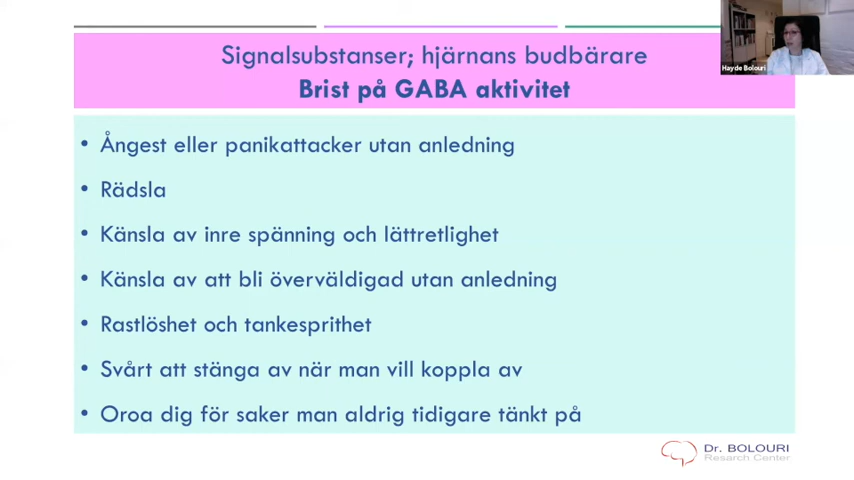 Signalsubstanser; hjärnans budbärare
Brist på GABA aktivitet
Hayde Bolouri
• Ångest eller panikattacker utan anledning
• Rädsla
• Känsla av inre spänning och lättretlighet
• Känsla av att bli överväldigad utan anledning
• Rastlöshet och tankesprithet
• Svårt att stänga av när man vill koppla av
• Oroa dig för saker man aldrig tidigare tänkt på
Dr. BOLOURI
Resarch Center